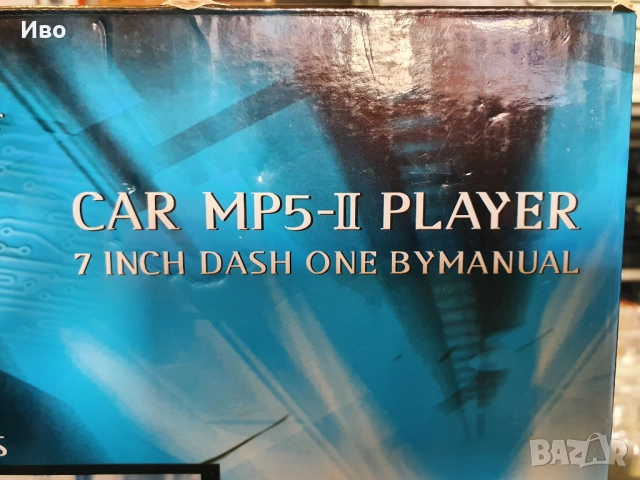 Иво
CAR MP5-II PLAYER
7 INCH DASH ONE BYMANUAL
S
BAZAR